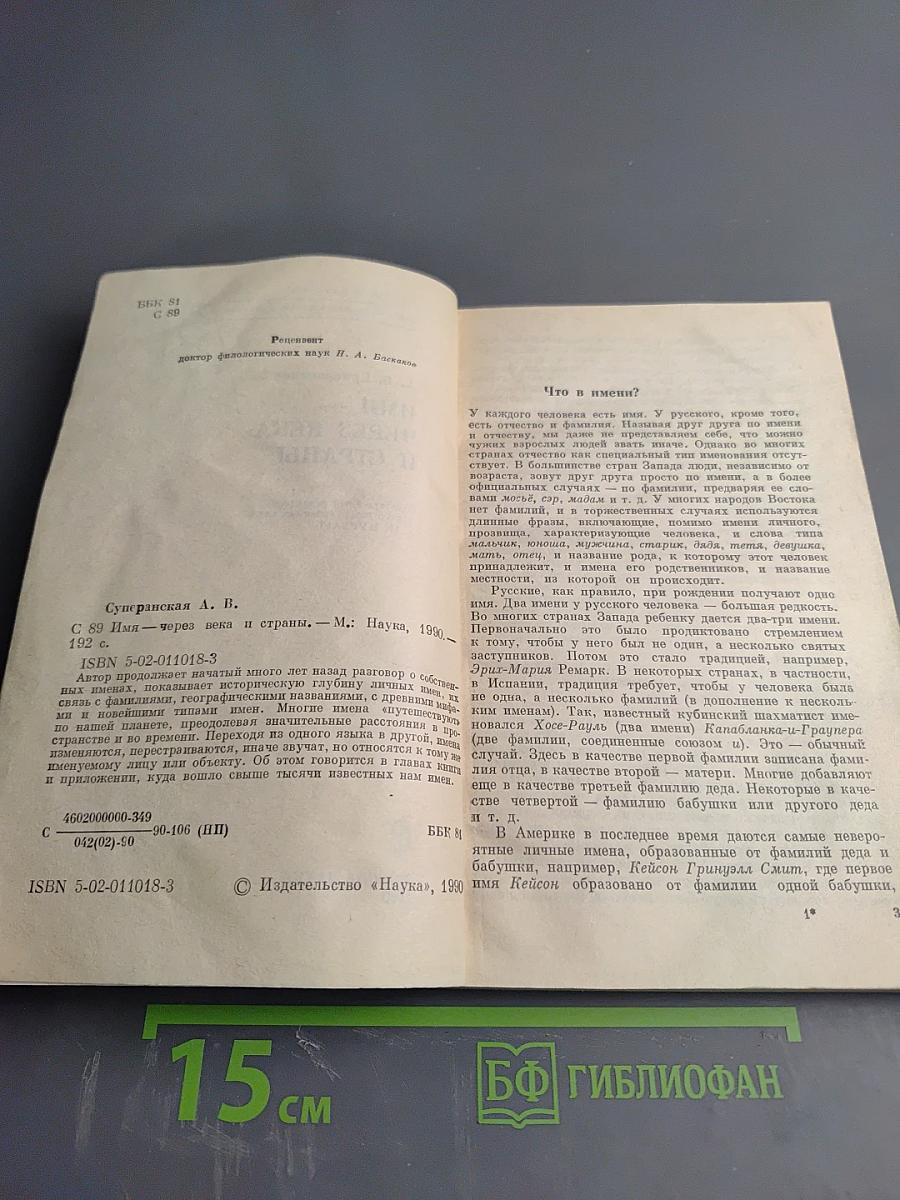 ББК 81
С 89
Рецензент
доктор филологических наук Н. А. Баскаков
Суперанская А. В.
С 89 Имя — через века и страны. — М.: Наука, 1990.—
192 с.
ISBN 5-02-011018-3
Автор продолжает начатый много лет назад разговор о собствен-
ных именах, показывает историческую глубину личных имен, их
связь с фамилиями, географическими названиями, с древними мифа-
ми и новейшими типами имен. Многие имена «путешествуют»
по нашей планете, преодолевая значительные расстояния в про-
странстве и во времени. Переходя из одного языка в другой, имена
изменяются, перестраиваются, иначе звучат, но относятся к тому же
именуемому лицу или объекту. Об этом говорится в главах книги
и приложении, куда вошло свыше тысячи известных нам имен.
С 4602000000-349
042(02)-90
90-106 (НП)
ББК 81
ISBN 5-02-011018-3
© Издательство «Наука», 1990
Что в имени?
У каждого человека есть имя. У русского, кроме того,
есть отчество и фамилия. Называя друг друга по имени
и отчеству, мы даже не представляем себе, что можно
чужих взрослых людей звать иначе. Однако во многих
странах отчество как специальный тип именования отсут-
ствует. В большинстве стран Запада люди, независимо от
возраста, зовут друг друга просто по имени, а в более
официальных случаях — по фамилии, предваряя ее сло-
вами мосьё, сэр, мадам и т. д. У многих народов Востока
нет фамилий, и в торжественных случаях используются
длинные фразы, включающие, помимо имени личного,
прозвища, характеризующие человека, и слова типа
мальчик, юноша, мужчина, старик, дядя, тетя, девушка,
мать, отец, и название рода, к которому этот человек
принадлежит, и имена его родственников, и название
местности, из которой он происходит.
Русские, как правило, при рождении получают одно
имя. Два имени у русского человека — большая редкость.
Во многих странах Запада ребенку дается два-три имени.
Первоначально это было продиктовано стремлением
к тому, чтобы у него был не один, а несколько святых
заступников. Потом это стало традицией, например,
Эрих-Мария Ремарк. В некоторых странах, в частности,
в Испании, традиция требует, чтобы у человека была
не одна, а несколько фамилий (в дополнение к несколь-
ким именам). Так, известный кубинский шахматист име-
новался Хосе-Рауль (два имени) Капабланка-и-Граупера
(две фамилии, соединенные союзом и). Это — обычный
случай. Здесь в качестве первой фамилии записана фами-
лия отца, в качестве второй — матери. Многие добавляют
еще в качестве третьей фамилию деда. Некоторые в каче-
стве четвертой — фамилию бабушки или другого деда
и т. д.
В Америке в последнее время даются самые неверо-
ятные личные имена, образованные от фамилий деда и
бабушки, например, Кейсон Гринуэлл Смит, где первое
имя Кейсон образовано от фамилии одной бабушки,
1* 3
15 СМ
БФ ГИБЛИОФАН